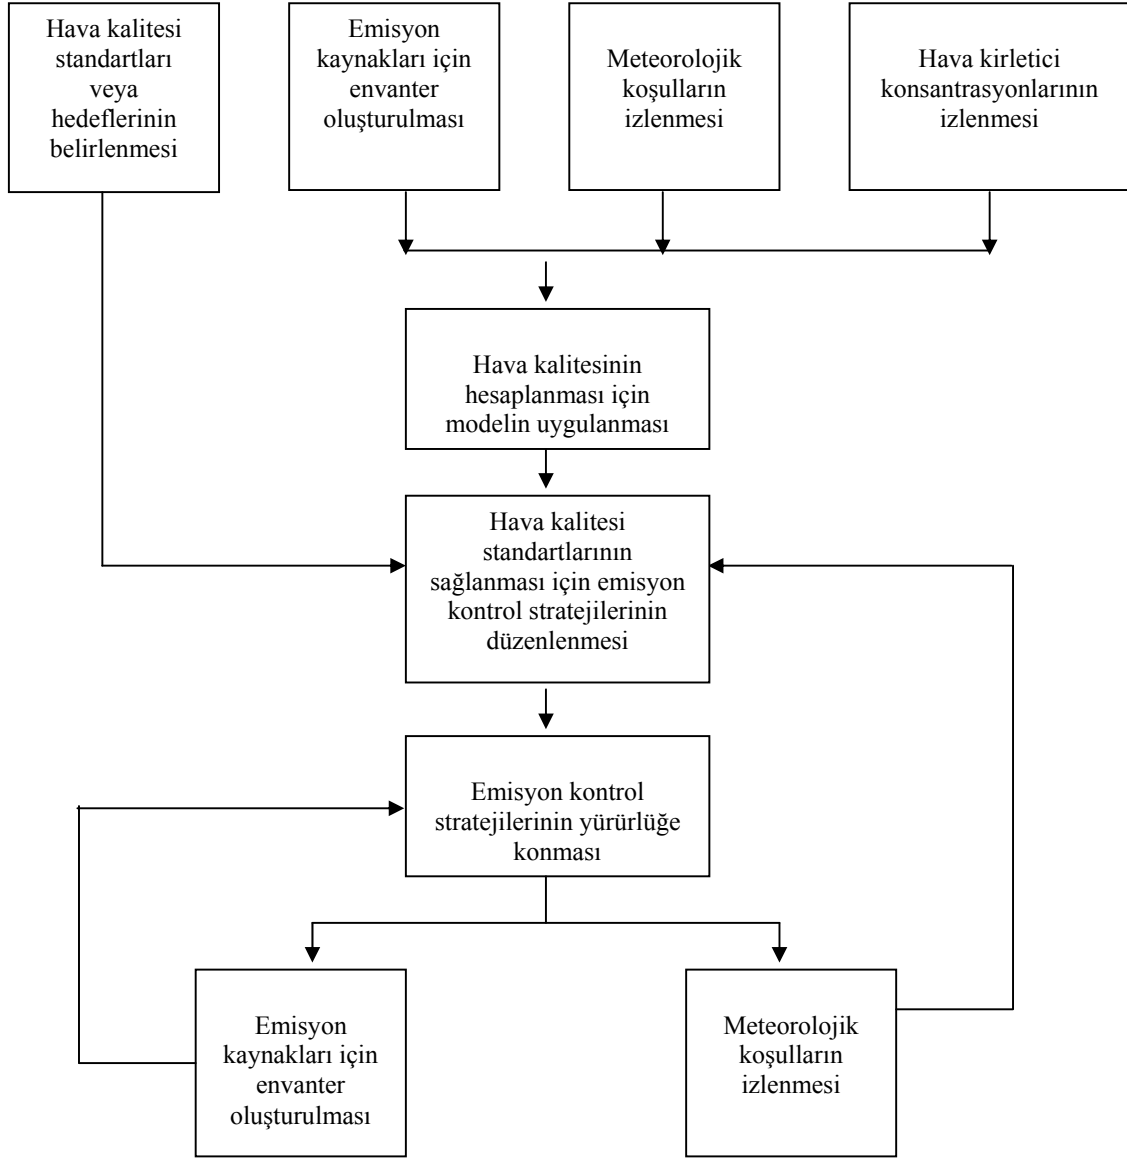 Hava kalitesi
standartları
veya
hedeflerinin
belirlenmesi
Emisyon
kaynakları için
envanter
oluşturulması
Meteorolojik
koşulların
izlenmesi
Hava kirletici
konsantrasyonlarının
izlenmesi
Hava kalitesinin
hesaplanması için
modelin uygulanması
Hava kalitesi
standartlarının
sağlanması için emisyon
kontrol stratejilerinin
düzenlenmesi
Emisyon kontrol
stratejilerinin yürürlüğe
konması
Emisyon
kaynakları için
envanter
oluşturulması
Meteorolojik
koşulların
izlenmesi